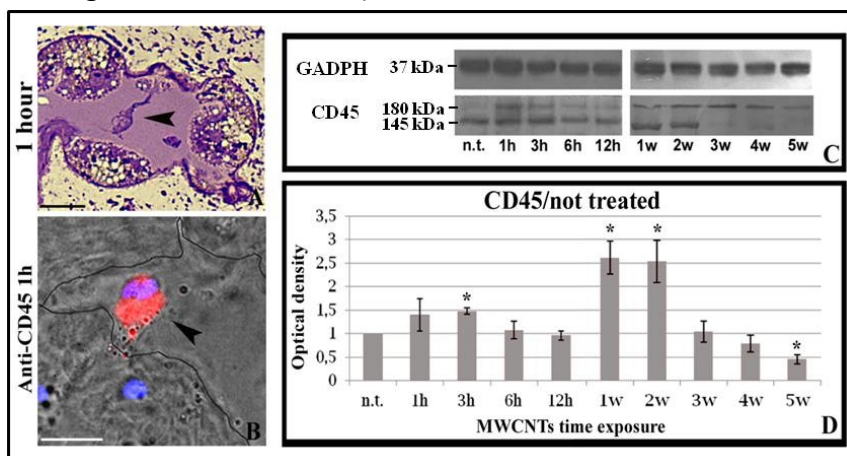 1 hour
A
Anti-CD45 1h
B
GADPH 37 kDa
CD45 180 kDa
145 kDa
n.t. 1h 3h 6h 12h 1w 2w 3w 4w 5w
C
CD45/not treated
Optical density
3,5
3
2,5
2
1,5
1
0,5
0
* * * *
n.t. 1h 3h 6h 12h 1w 2w 3w 4w 5w
MWCNTs time exposure
D